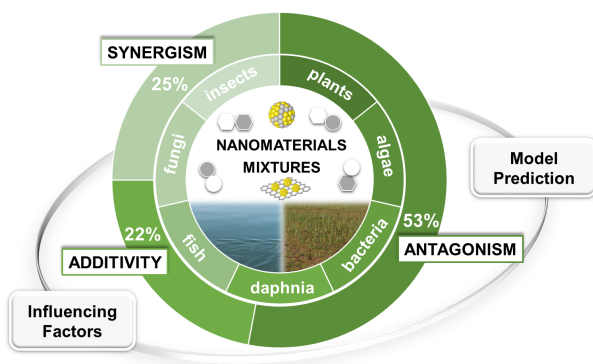 SYNERGISM
25%
insects
plants
fungi
algae
NANOMATERIALS
MIXTURES
Model
Prediction
22%
ADDITIVITY
fish
daphnia
bacteria
53%
ANTAGONISM
Influencing
Factors